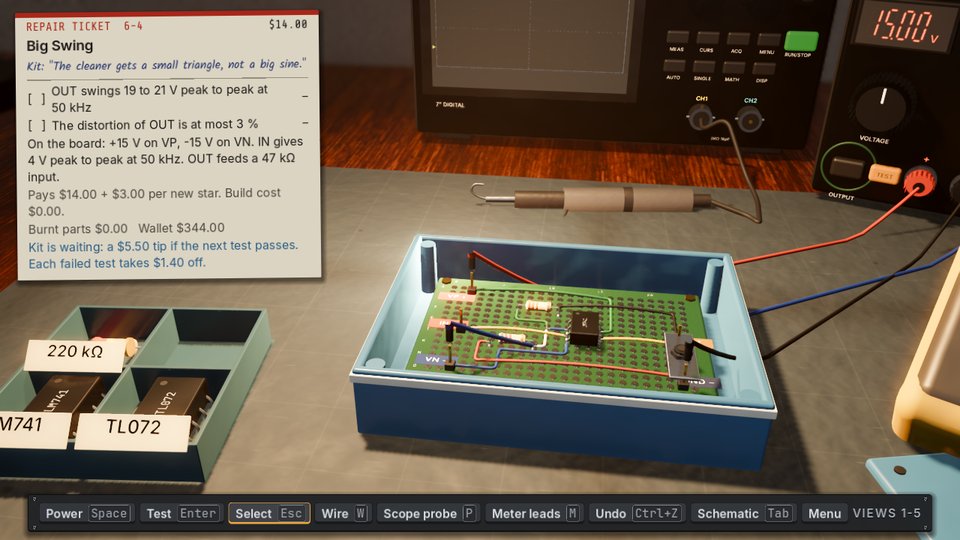 REPAIR TICKET 6-4 $14.00
Big Swing
Kit: "The cleaner gets a small triangle, not a big sine."
[ ] OUT swings 19 to 21 V peak to peak at 50 kHz –
[ ] The distortion of OUT is at most 3 % –
On the board: +15 V on VP, -15 V on VN. IN gives
4 V peak to peak at 50 kHz. OUT feeds a 47 kΩ
input.
Pays $14.00 + $3.00 per new star. Build cost
$0.00.
Burnt parts $0.00 Wallet $344.00
Kit is waiting: a $5.50 tip if the next test passes.
Each failed test takes $1.40 off.
7" DIGITAL
MEAS CURS ACQ MENU RUN/STOP
AUTO SINGLE MATH DISP
CH1 CH2
15.00 V
VOLTAGE
OUTPUT
TEST
+
VN
220 kΩ
LM741
TL072
M741
TL072
Power Space Test Enter Select Esc Wire W Scope probe P Meter leads M Undo Ctrl+Z Schematic Tab Menu VIEWS 1-5